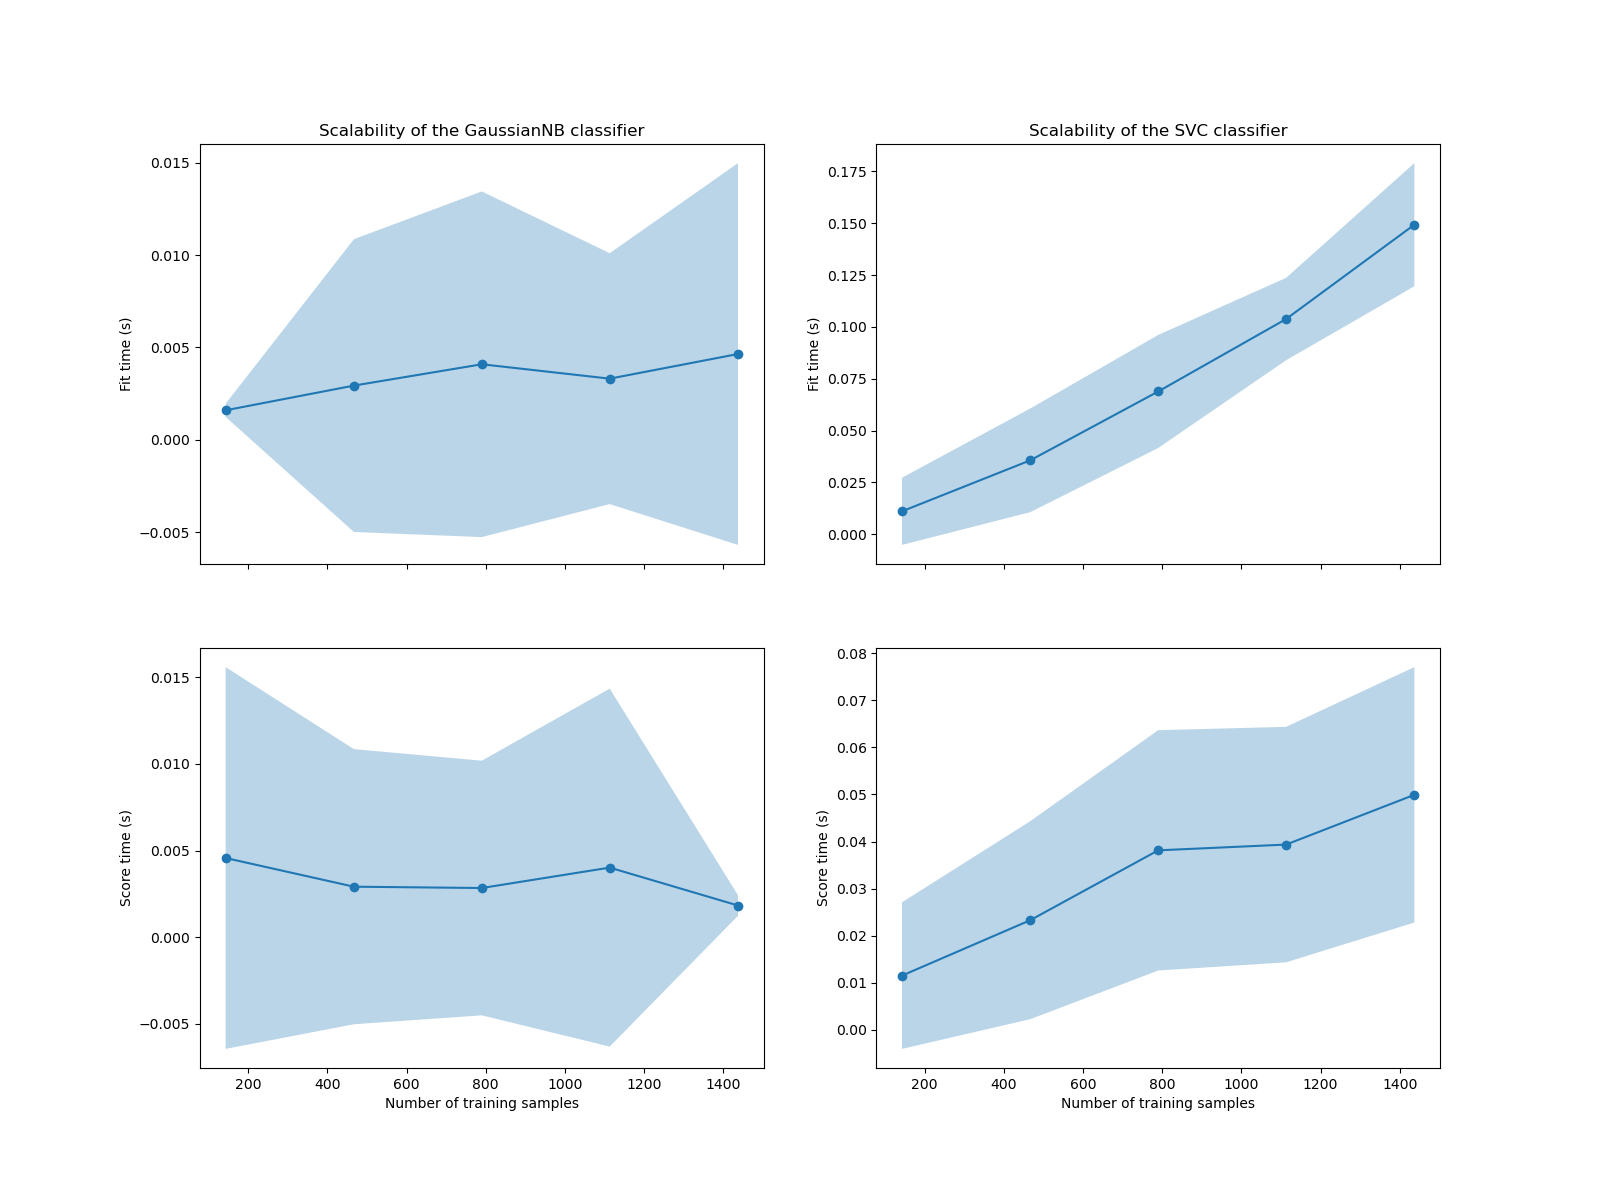 Scalability of the GaussianNB classifier
0.015
0.010
0.005
0.000
−0.005
Fit time (s)
Scalability of the SVC classifier
0.175
0.150
0.125
0.100
0.075
0.050
0.025
0.000
Fit time (s)
0.015
0.010
0.005
0.000
−0.005
Score time (s)
200 400 600 800 1000 1200 1400
Number of training samples
0.08
0.07
0.06
0.05
0.04
0.03
0.02
0.01
0.00
Score time (s)
200 400 600 800 1000 1200 1400
Number of training samples